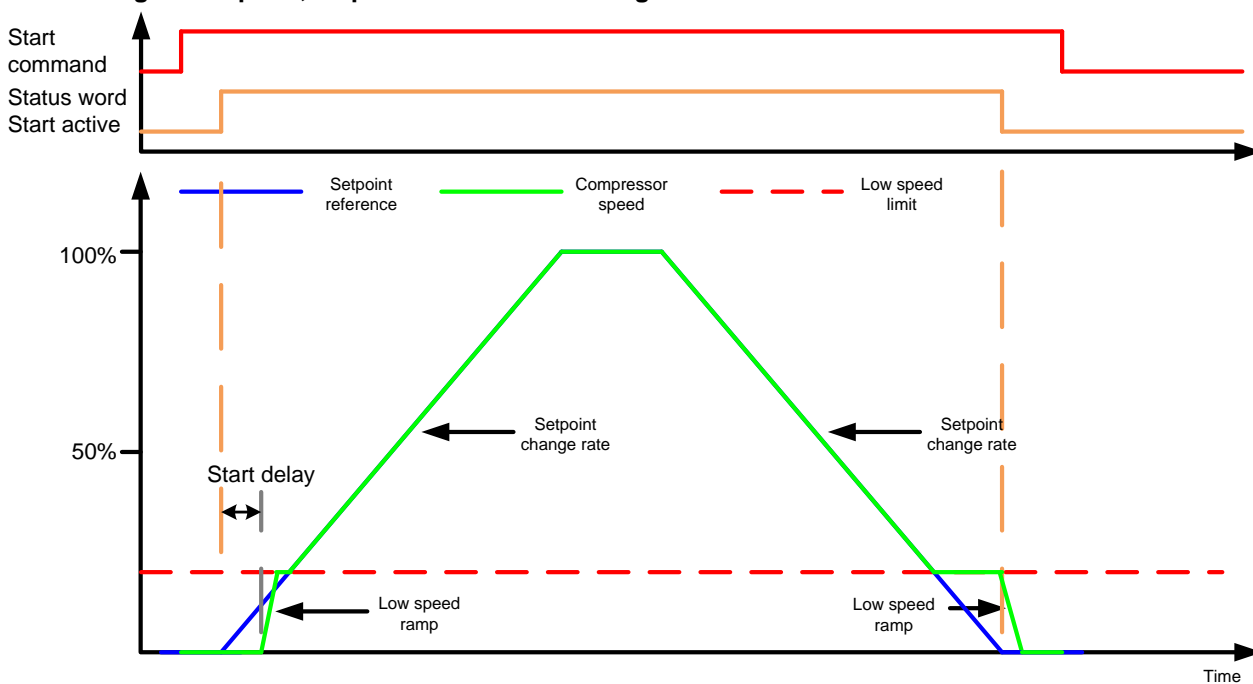 Start
command
Status word
Start active
Setpoint
reference
Compressor
speed
Low speed
limit
100%
Setpoint
change rate
Setpoint
change rate
50%
Start delay
Low speed
ramp
Low speed
ramp
Time